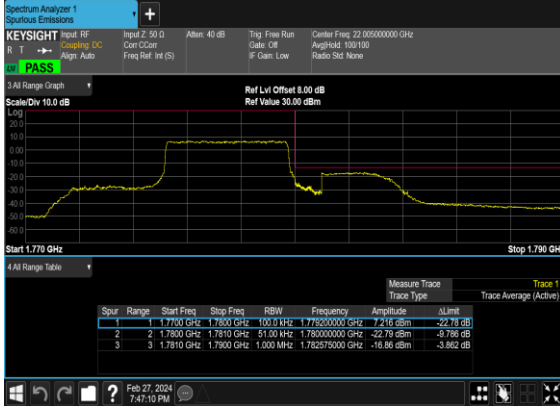 Spectrum Analyzer 1
Spurious Emissions
+
KEYSIGHT Input: RF Input Z: 50 Ω Atten: 40 dB Trig: Free Run Center Freq: 22.005000000 GHz
R T Coupling: DC Corr CCorr Gate: Off Avg|Hold: 100/100
Align: Auto Freq Ref: Int (S) IF Gain: Low Radio Std: None
LXI PASS
3 All Range Graph
Ref Lvl Offset 8.00 dB
Scale/Div 10.0 dB Ref Value 30.00 dBm
Log
20.0
10.0
0.00
-10.0
-20.0
-30.0
-40.0
-50.0
-60.0
Start 1.770 GHz Stop 1.790 GH
4 All Range Table
Measure Trace Trace 1
Trace Type Trace Average (Active)
Spur Range Start Freq Stop Freq RBW Frequency Amplitude ΔLimit
1 1 1.7700 GHz 1.7800 GHz 100.0 kHz 1.779200000 GHz 7.216 dBm -22.78 dB
2 2 1.7800 GHz 1.7810 GHz 51.00 kHz 1.780000000 GHz -22.79 dBm -9.786 dB
3 3 1.7810 GHz 1.7900 GHz 1.000 MHz 1.782575000 GHz -16.86 dBm -3.862 dB
? Feb 27, 2024
7:47:10 PM